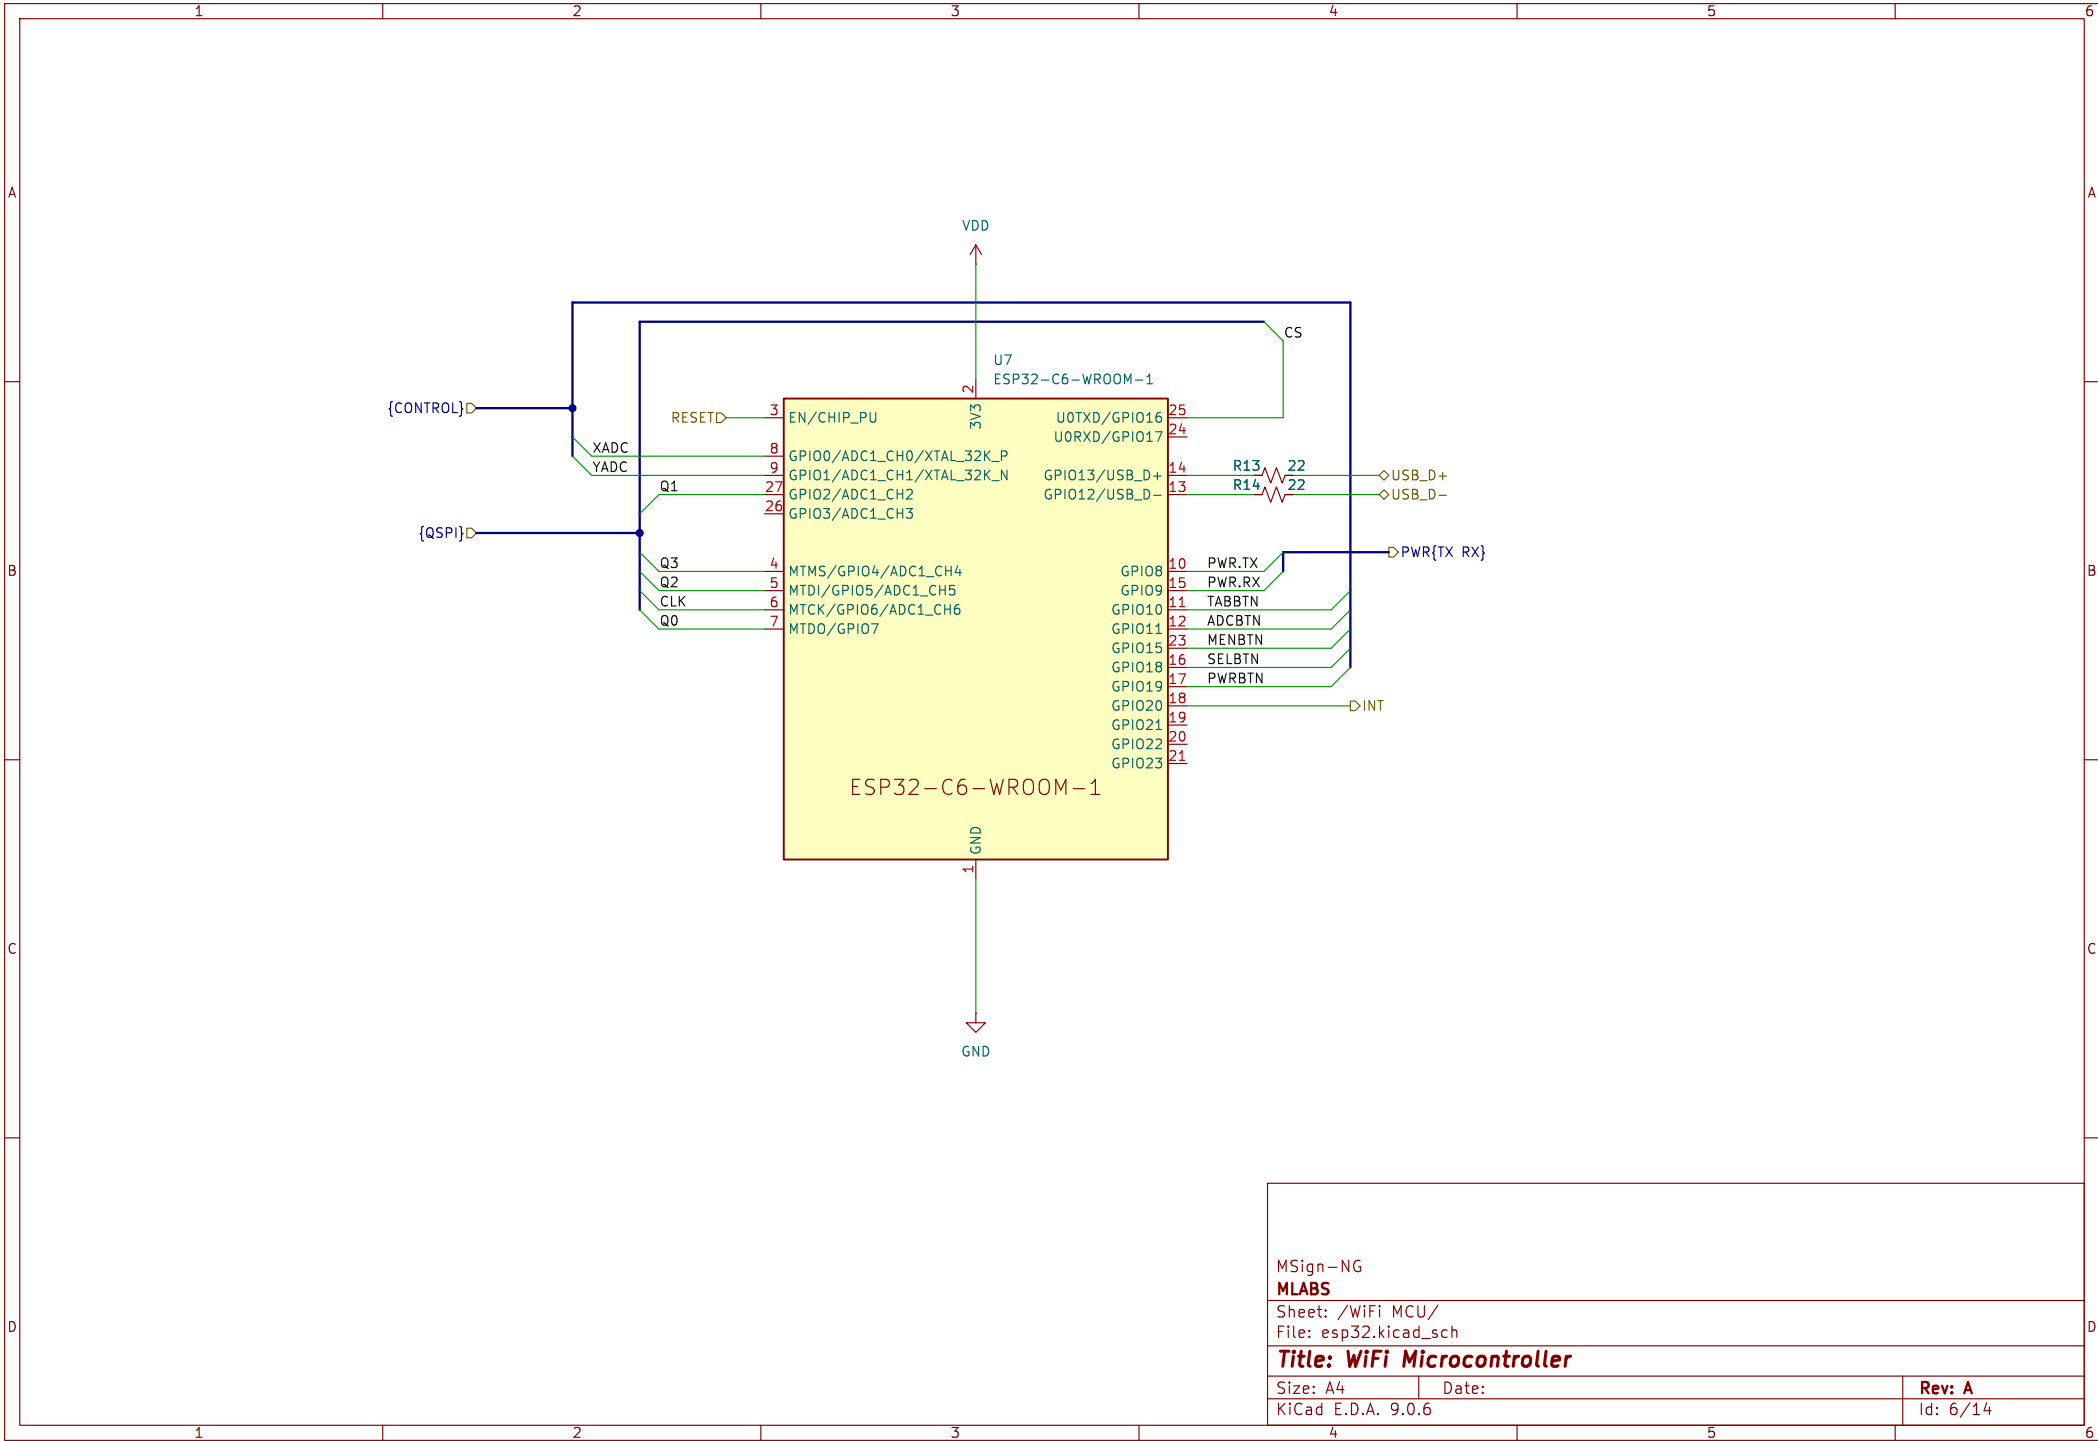 1 2 3 4 5 6
A A
VDD
CS
U7
ESP32-C6-WROOM-1
{CONTROL}
RESET 3 EN/CHIP_PU
2 3V3
U0TXD/GPIO16 25
U0RXD/GPIO17 24
XADC 8 GPIO0/ADC1_CH0/XTAL_32K_P
YADC 9 GPIO1/ADC1_CH1/XTAL_32K_N
GPIO13/USB_D+ 14 R13 22 USB_D+
Q1 27 GPIO2/ADC1_CH2
GPIO12/USB_D- 13 R14 22 USB_D-
26 GPIO3/ADC1_CH3
{QSPI}
PWR{TX RX}
B B
Q3 4 MTMS/GPIO4/ADC1_CH4
GPIO8 10 PWR.TX
Q2 5 MTDI/GPIO5/ADC1_CH5
GPIO9 15 PWR.RX
CLK 6 MTCK/GPIO6/ADC1_CH6
GPIO10 11 TABBTN
Q0 7 MTDO/GPIO7
GPIO11 12 ADCBTN
GPIO15 23 MENBTN
GPIO18 16 SELBTN
GPIO19 17 PWRBTN
GPIO20 18 INT
GPIO21 19
GPIO22 20
GPIO23 21
ESP32-C6-WROOM-1
GND
1
C C
GND
MSign-NG
MLABS
Sheet: /WiFi MCU/
D D
File: esp32.kicad_sch
Title: WiFi Microcontroller
Size: A4 Date: Rev: A
KiCad E.D.A. 9.0.6 Id: 6/14
1 2 3 4 5 6